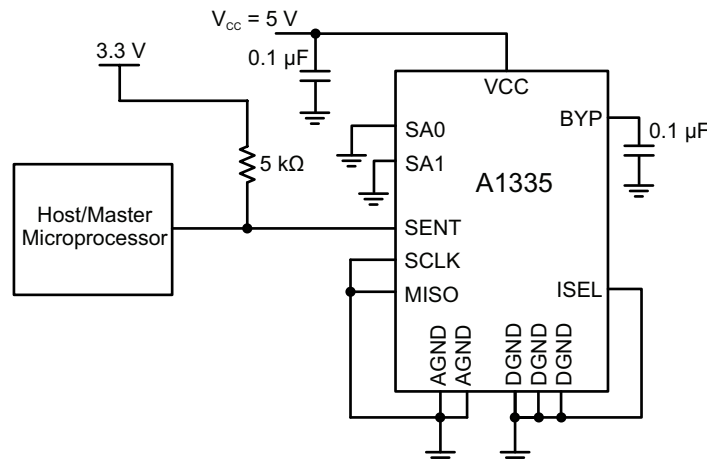 V_CC = 5 V
3.3 V
0.1 µF
VCC
BYP
0.1 µF
SA0
SA1
5 kΩ
A1335
Host/Master
Microprocessor
SENT
SCLK
MISO
ISEL
AGND
AGND
DGND
DGND
DGND